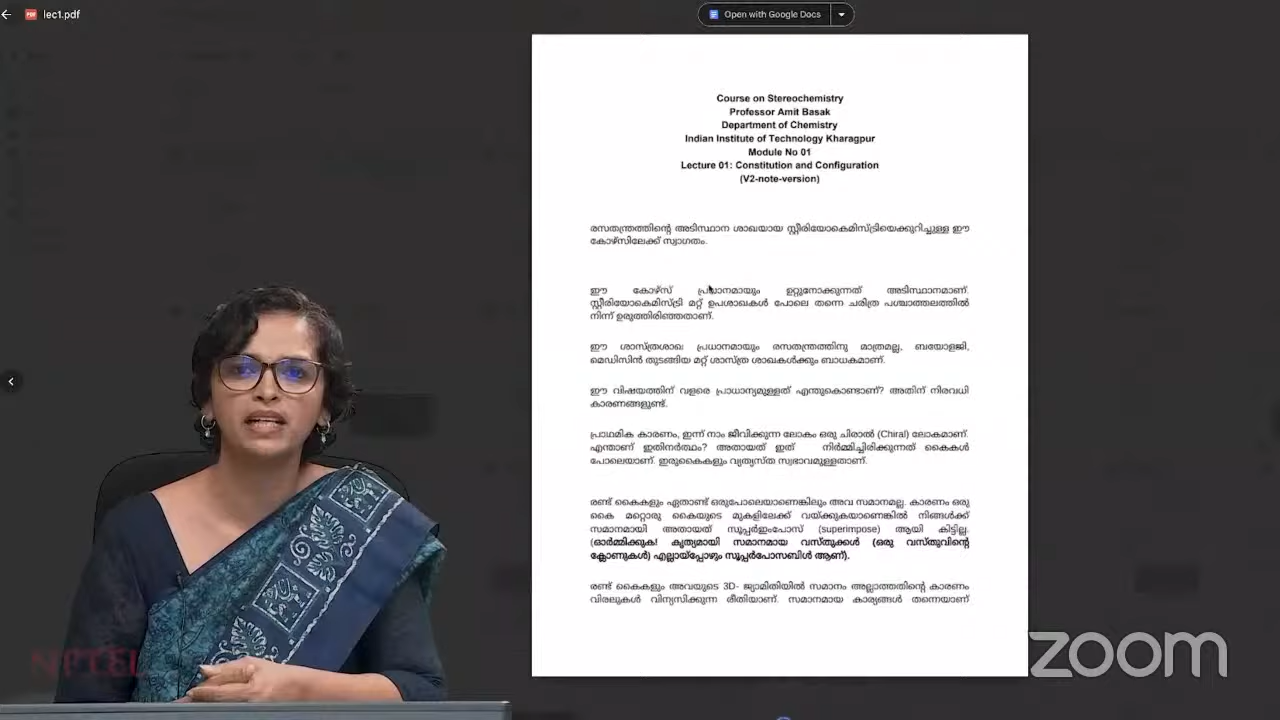 lec1.pdf
Open with Google Docs
Course on Stereochemistry
Professor Amit Basak
Department of Chemistry
Indian Institute of Technology Kharagpur
Module No 01
Lecture 01: Constitution and Configuration
(V2-note-version)
രസതന്ത്രത്തിന്റെ അടിസ്ഥാന ശാഖയായ സ്റ്റീരിയോകെമിസ്ട്രിയെക്കുറിച്ചുള്ള ഈ
കോഴ്സിലേക്ക് സ്വാഗതം.
ഈ കോഴ്സ് പ്രധാനമായും ഉറ്റുനോക്കുന്നത് അടിസ്ഥാനമാണ്.
സ്റ്റീരിയോകെമിസ്ട്രി മറ്റ് ഉപശാഖകൾ പോലെ തന്നെ ചരിത്ര പശ്ചാത്തലത്തിൽ
നിന്ന് ഉരുത്തിരിഞ്ഞതാണ്.
ഈ ശാസ്ത്രശാഖ പ്രധാനമായും രസതന്ത്രത്തിനു മാത്രമല്ല, ബയോളജി,
മെഡിസിൻ തുടങ്ങിയ മറ്റ് ശാസ്ത്ര ശാഖകൾക്കും ബാധകമാണ്.
ഈ വിഷയത്തിന് വളരെ പ്രാധാന്യമുള്ളത് എന്തുകൊണ്ടാണ്? അതിന് നിരവധി
കാരണങ്ങളുണ്ട്.
പ്രാഥമിക കാരണം, ഇന്ന് നാം ജീവിക്കുന്ന ലോകം ഒരു ചിരാൽ (Chiral) ലോകമാണ്.
എന്താണ് ഇതിനർത്ഥം? അതായത് ഇത് നിർമ്മിച്ചിരിക്കുന്നത് കൈകൾ
പോലെയാണ്. ഇരുകൈകളും വ്യത്യസ്ത സ്വഭാവമുള്ളതാണ്.
രണ്ട് കൈകളും ഏതാണ്ട് ഒരുപോലെയാണെങ്കിലും അവ സമാനമല്ല. കാരണം ഒരു
കൈ മറ്റൊരു കൈയുടെ മുകളിലേക്ക് വയ്ക്കുകയാണെങ്കിൽ നിങ്ങൾക്ക്
സമാനമായി അതായത് സൂപ്പർഇംപോസ് (superimpose) ആയി കിട്ടില്ല.
(ഓർമ്മിക്കുക! കൃത്യമായി സമാനമായ വസ്തുക്കൾ (ഒരു വസ്തുവിന്റെ
ക്ലോണുകൾ) എല്ലായ്പ്പോഴും സൂപ്പർപോസബിൾ ആണ്).
രണ്ട് കൈകളും അവയുടെ 3D- ജ്യാമിതിയിൽ സമാനം അല്ലാത്തതിന്റെ കാരണം
വിരലുകൾ വിന്യസിക്കുന്ന രീതിയാണ്. സമാനമായ കാര്യങ്ങൾ തന്നെയാണ്
NPTEL
zoom